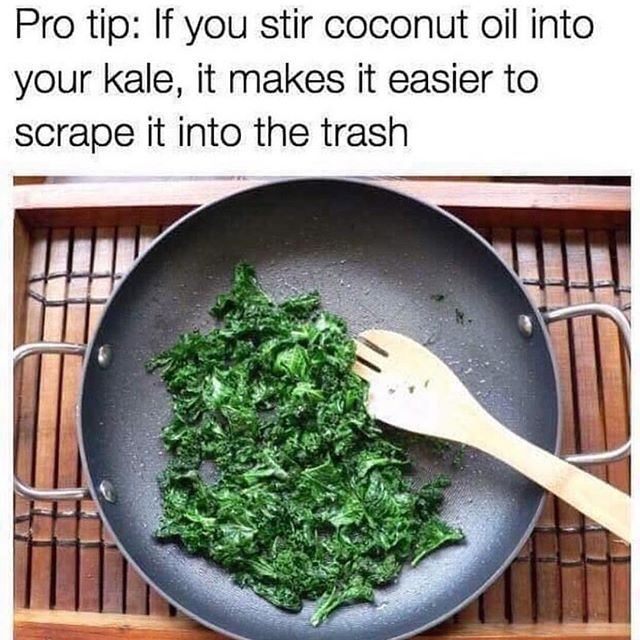 Pro tip: If you stir coconut oil into
your kale, it makes it easier to
scrape it into the trash